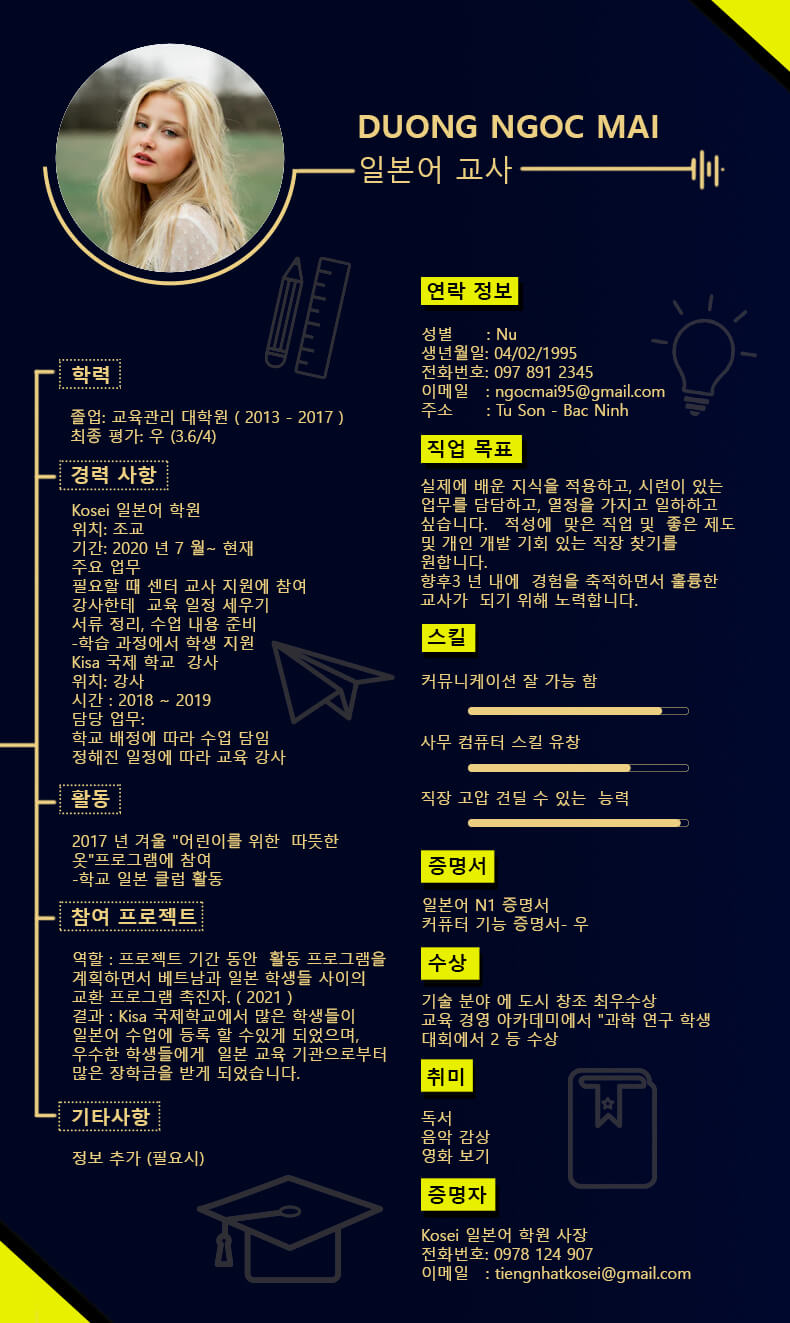 DUONG NGOC MAI
일본어 교사
학력
졸업: 교육관리 대학원 ( 2013 - 2017 )
최종 평가: 우 (3.6/4)
경력 사항
Kosei 일본어 학원
위치: 조교
기간: 2020 년 7 월~ 현재
주요 업무
필요할 때 센터 교사 지원에 참여
강사한테 교육 일정 세우기
서류 정리, 수업 내용 준비
-학습 과정에서 학생 지원
Kisa 국제 학교 강사
위치: 강사
시간 : 2018 ~ 2019
담당 업무:
학교 배정에 따라 수업 담임
정해진 일정에 따라 교육 강사
활동
2017 년 겨울 "어린이를 위한 따뜻한
옷"프로그램에 참여
-학교 일본 클럽 활동
참여 프로젝트
역할 : 프로젝트 기간 동안 활동 프로그램을
계획하면서 베트남과 일본 학생들 사이의
교환 프로그램 촉진자. ( 2021 )
결과 : Kisa 국제학교에서 많은 학생들이
일본어 수업에 등록 할 수있게 되었으며,
우수한 학생들에게 일본 교육 기관으로부터
많은 장학금을 받게 되었습니다.
기타사항
정보 추가 (필요시)
연락 정보
성별 : Nu
생년월일: 04/02/1995
전화번호: 097 891 2345
이메일 : ngocmai95@gmail.com
주소 : Tu Son - Bac Ninh
직업 목표
실제에 배운 지식을 적용하고, 시련이 있는
업무를 담담하고, 열정을 가지고 일하하고
싶습니다. 적성에 맞은 직업 및 좋은 제도
및 개인 개발 기회 있는 직장 찾기를
원합니다.
향후3 년 내에 경험을 축적하면서 훌륭한
교사가 되기 위해 노력합니다.
스킬
커뮤니케이션 잘 가능 함
사무 컴퓨터 스킬 유창
직장 고압 견딜 수 있는 능력
증명서
일본어 N1 증명서
커퓨터 기능 증명서- 우
수상
기술 분야 에 도시 창조 최우수상
교육 경영 아카데미에서 "과학 연구 학생
대회에서 2 등 수상
취미
독서
음악 감상
영화 보기
증명자
Kosei 일본어 학원 사장
전화번호: 0978 124 907
이메일 : tiengnhatkosei@gmail.com